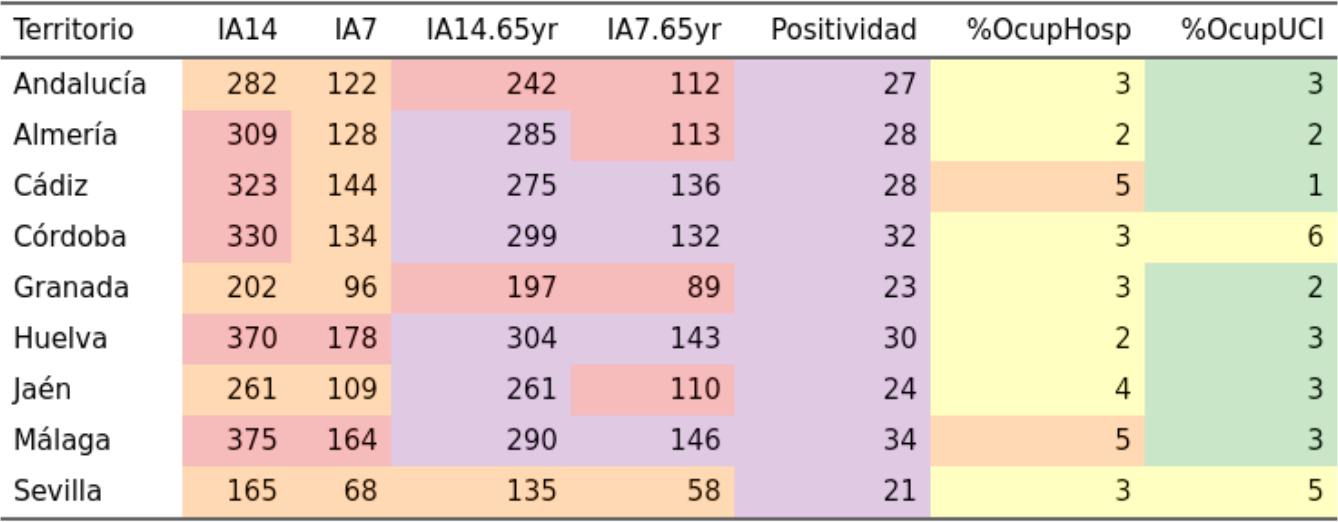 Territorio IA14 IA7 IA14.65yr IA7.65yr Positividad %OcupHosp %OcupUCI
Andalucía 282 122 242 112 27 3 3
Almería 309 128 285 113 28 2 2
Cádiz 323 144 275 136 28 5 1
Córdoba 330 134 299 132 32 3 6
Granada 202 96 197 89 23 3 2
Huelva 370 178 304 143 30 2 3
Jaén 261 109 261 110 24 4 3
Málaga 375 164 290 146 34 5 3
Sevilla 165 68 135 58 21 3 5